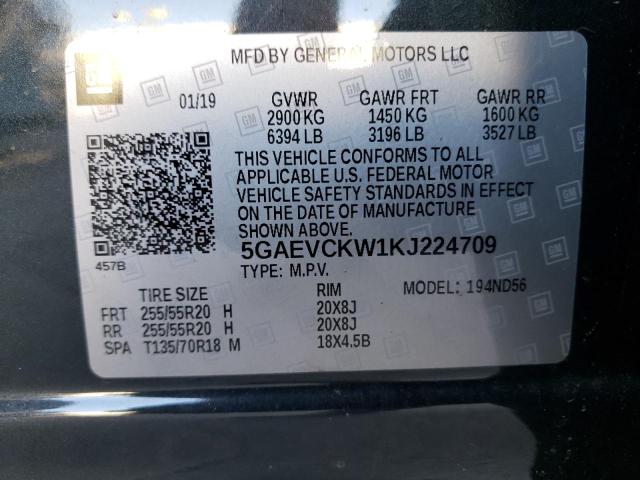 GM
MFD BY GENERAL MOTORS LLC
01/19 GVWR GAWR FRT GAWR RR
2900 KG 1450 KG 1600 KG
6394 LB 3196 LB 3527 LB
THIS VEHICLE CONFORMS TO ALL
APPLICABLE U.S. FEDERAL MOTOR
VEHICLE SAFETY STANDARDS IN EFFECT
ON THE DATE OF MANUFACTURE
SHOWN ABOVE.
457B 5GAEVCKW1KJ224709
TYPE: M.P.V. MODEL: 194ND56
TIRE SIZE RIM
FRT 255/55R20 H 20X8J
RR 255/55R20 H 20X8J
SPA T135/70R18 M 18X4.5B